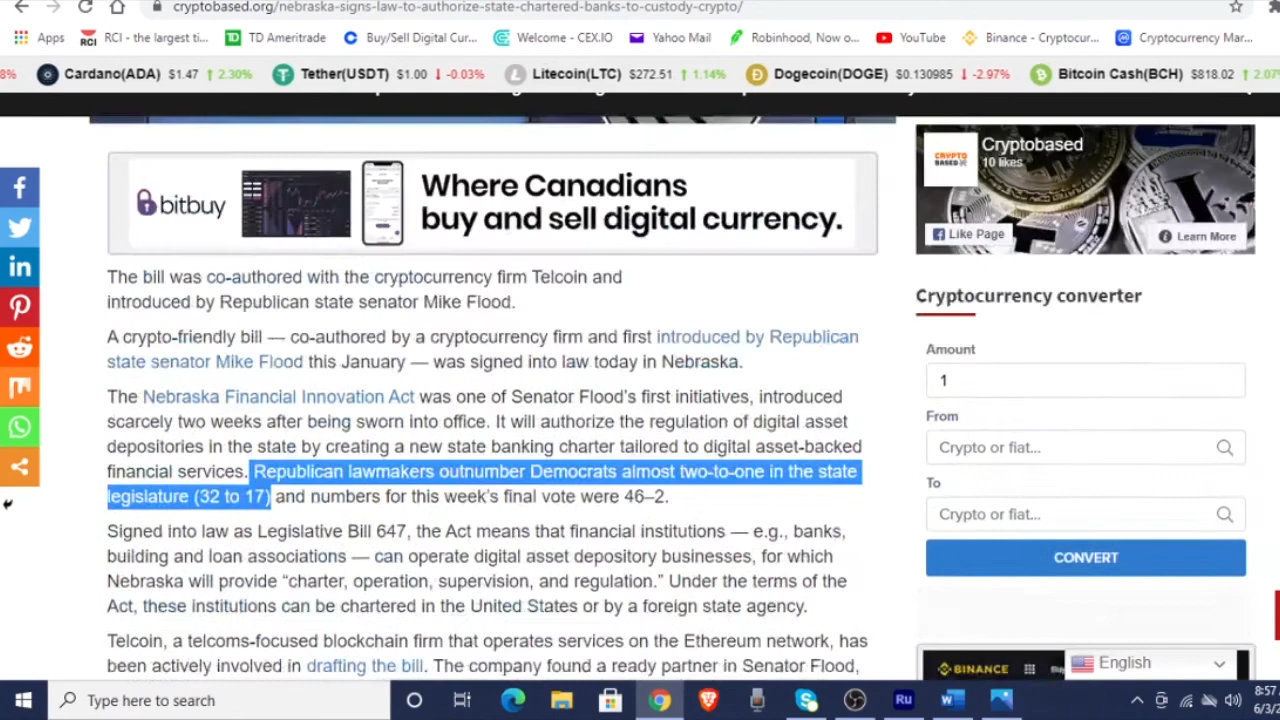 cryptobased.org/nebraska-signs-law-to-authorize-state-chartered-banks-to-custody-crypto/
Apps RCI - the largest ti... TD Ameritrade Buy/Sell Digital Cur... Welcome - CEX.IO Yahoo Mail Robinhood, Now o... YouTube Binance - Cryptocur... Cryptocurrency Mar...
8% Cardano(ADA) $1.47 ↑ 2.30% Tether(USDT) $1.00 ↓ -0.03% Litecoin(LTC) $272.51 ↑ 1.14% Dogecoin(DOGE) $0.130985 ↓ -2.97% Bitcoin Cash(BCH) $818.02 ↑ 2.07
bitbuy
Where Canadians
buy and sell digital currency.
CRYPTO
BASED
Cryptobased
10 likes
Like Page
Learn More
The bill was co-authored with the cryptocurrency firm Telcoin and
introduced by Republican state senator Mike Flood.
A crypto-friendly bill — co-authored by a cryptocurrency firm and first introduced by Republican
state senator Mike Flood this January — was signed into law today in Nebraska.
The Nebraska Financial Innovation Act was one of Senator Flood's first initiatives, introduced
scarcely two weeks after being sworn into office. It will authorize the regulation of digital asset
depositories in the state by creating a new state banking charter tailored to digital asset-backed
financial services. Republican lawmakers outnumber Democrats almost two-to-one in the state
legislature (32 to 17) and numbers for this week's final vote were 46–2.
Signed into law as Legislative Bill 647, the Act means that financial institutions — e.g., banks,
building and loan associations — can operate digital asset depository businesses, for which
Nebraska will provide “charter, operation, supervision, and regulation.” Under the terms of the
Act, these institutions can be chartered in the United States or by a foreign state agency.
Telcoin, a telcoms-focused blockchain firm that operates services on the Ethereum network, has
been actively involved in drafting the bill. The company found a ready partner in Senator Flood,
Cryptocurrency converter
Amount
1
From
Crypto or fiat...
To
Crypto or fiat...
CONVERT
BINANCE
English
Type here to search
Ru
8:57
6/3/2